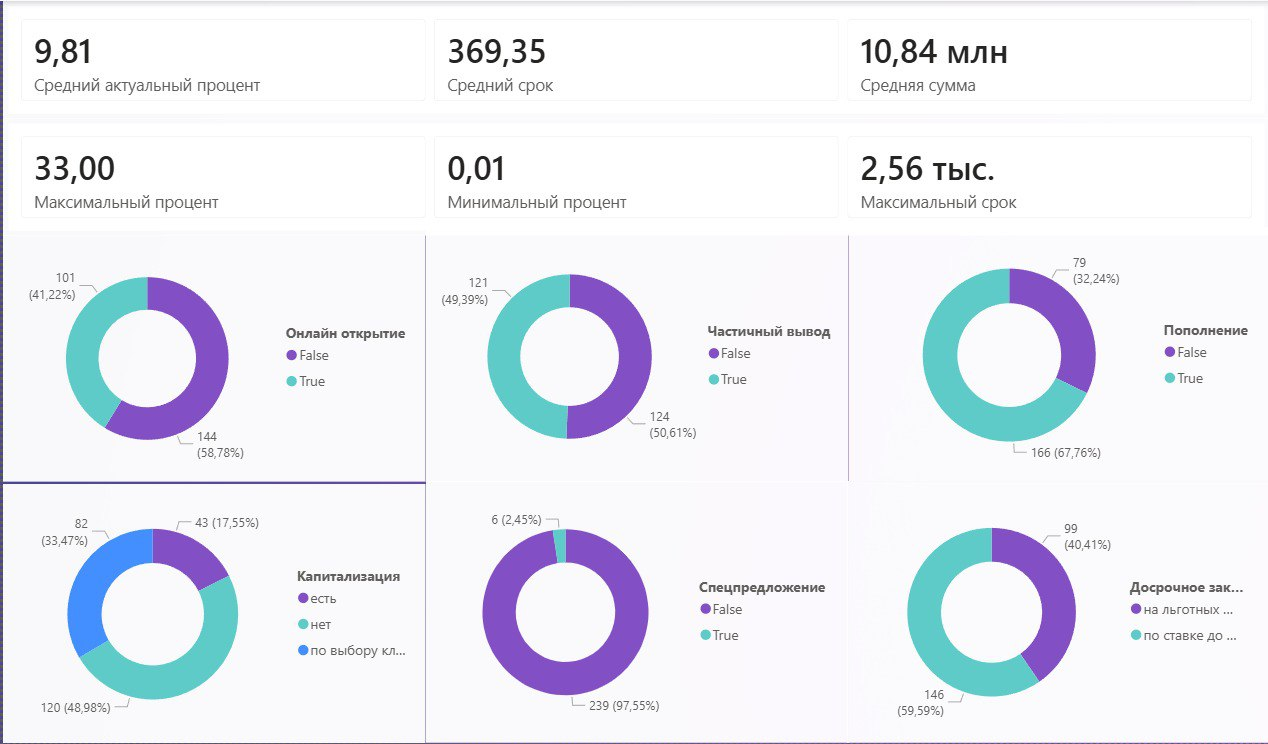 9,81
Средний актуальный процент
369,35
Средний срок
10,84 млн
Средняя сумма
33,00
Максимальный процент
0,01
Минимальный процент
2,56 тыс.
Максимальный срок
101
(41,22%)
144
(58,78%)
Онлайн открытие
False
True
121
(49,39%)
124
(50,61%)
Частичный вывод
False
True
79
(32,24%)
166 (67,76%)
Пополнение
False
True
82
(33,47%)
43 (17,55%)
120 (48,98%)
Капитализация
есть
нет
по выбору кл...
6 (2,45%)
239 (97,55%)
Спецпредложение
False
True
99
(40,41%)
146
(59,59%)
Досрочное зак...
на льготных ...
по ставке до ...